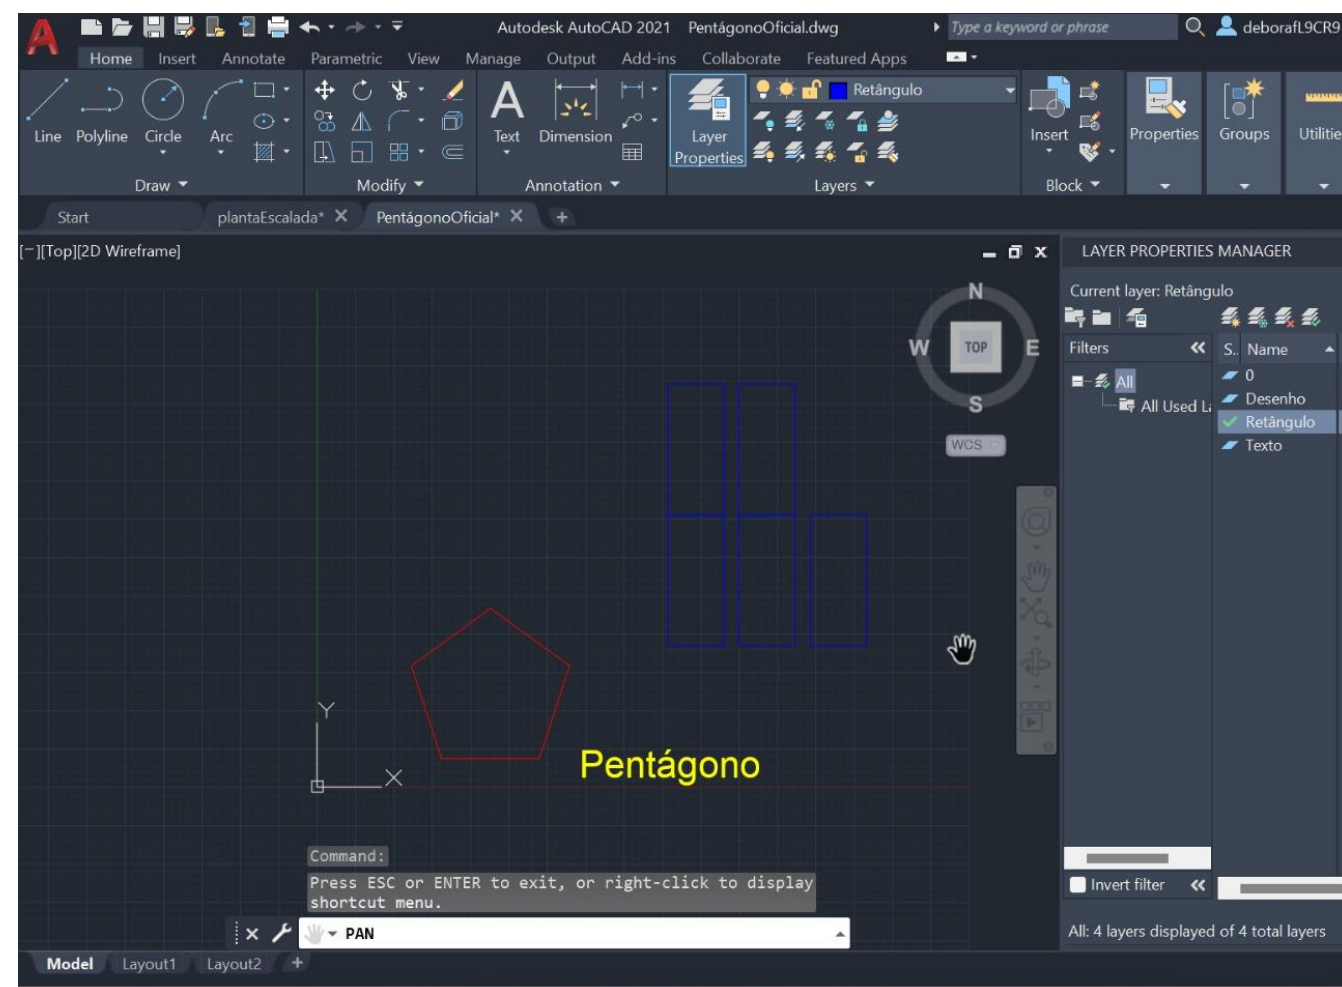 Autodesk AutoCAD 2021 PentágonoOficial.dwg Type a keyword or phrase deborafL9CR9
Home Insert Annotate Parametric View Manage Output Add-ins Collaborate Featured Apps
Retângulo
Line Polyline Circle Arc Text Dimension Layer Properties Insert Properties Groups Utilitie
Draw Modify Annotation Layers Block
Start plantaEscalada* PentágonoOficial*
[−][Top][2D Wireframe]
LAYER PROPERTIES MANAGER
Current layer: Retângulo
Filters S.. Name
All
All Used La
0
Desenho
Retângulo
Texto
N
W TOP E
S
WCS
Y
X
Pentágono
Command:
Press ESC or ENTER to exit, or right-click to display
shortcut menu.
PAN
Invert filter
All: 4 layers displayed of 4 total layers
Model Layout1 Layout2